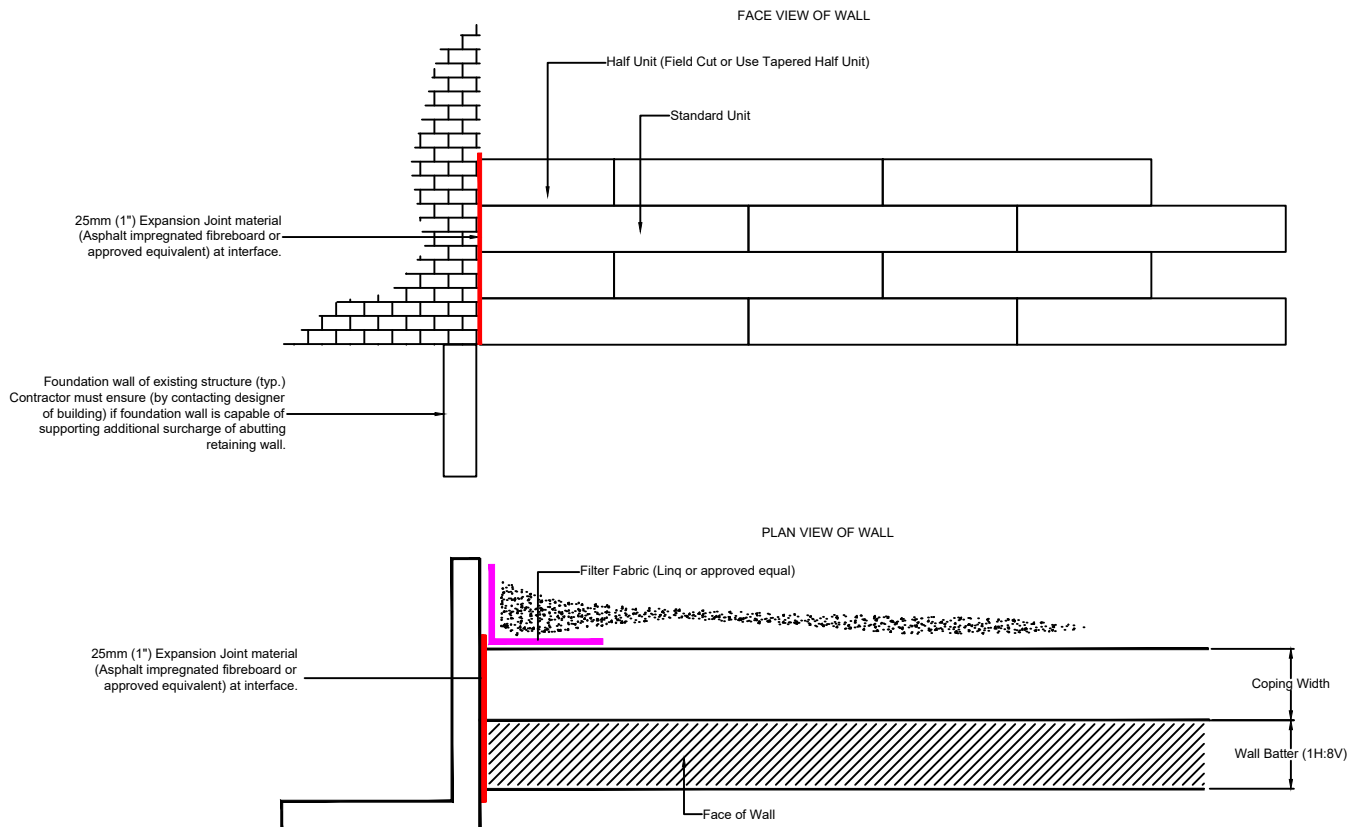 FACE VIEW OF WALL
Half Unit (Field Cut or Use Tapered Half Unit)
Standard Unit
25mm (1") Expansion Joint material
(Asphalt impregnated fibreboard or
approved equivalent) at interface.
Foundation wall of existing structure (typ.)
Contractor must ensure (by contacting designer
of building) if foundation wall is capable of
supporting additional surcharge of abutting
retaining wall.
PLAN VIEW OF WALL
Filter Fabric (Linq or approved equal)
25mm (1") Expansion Joint material
(Asphalt impregnated fibreboard or
approved equivalent) at interface.
Coping Width
Wall Batter (1H:8V)
Face of Wall